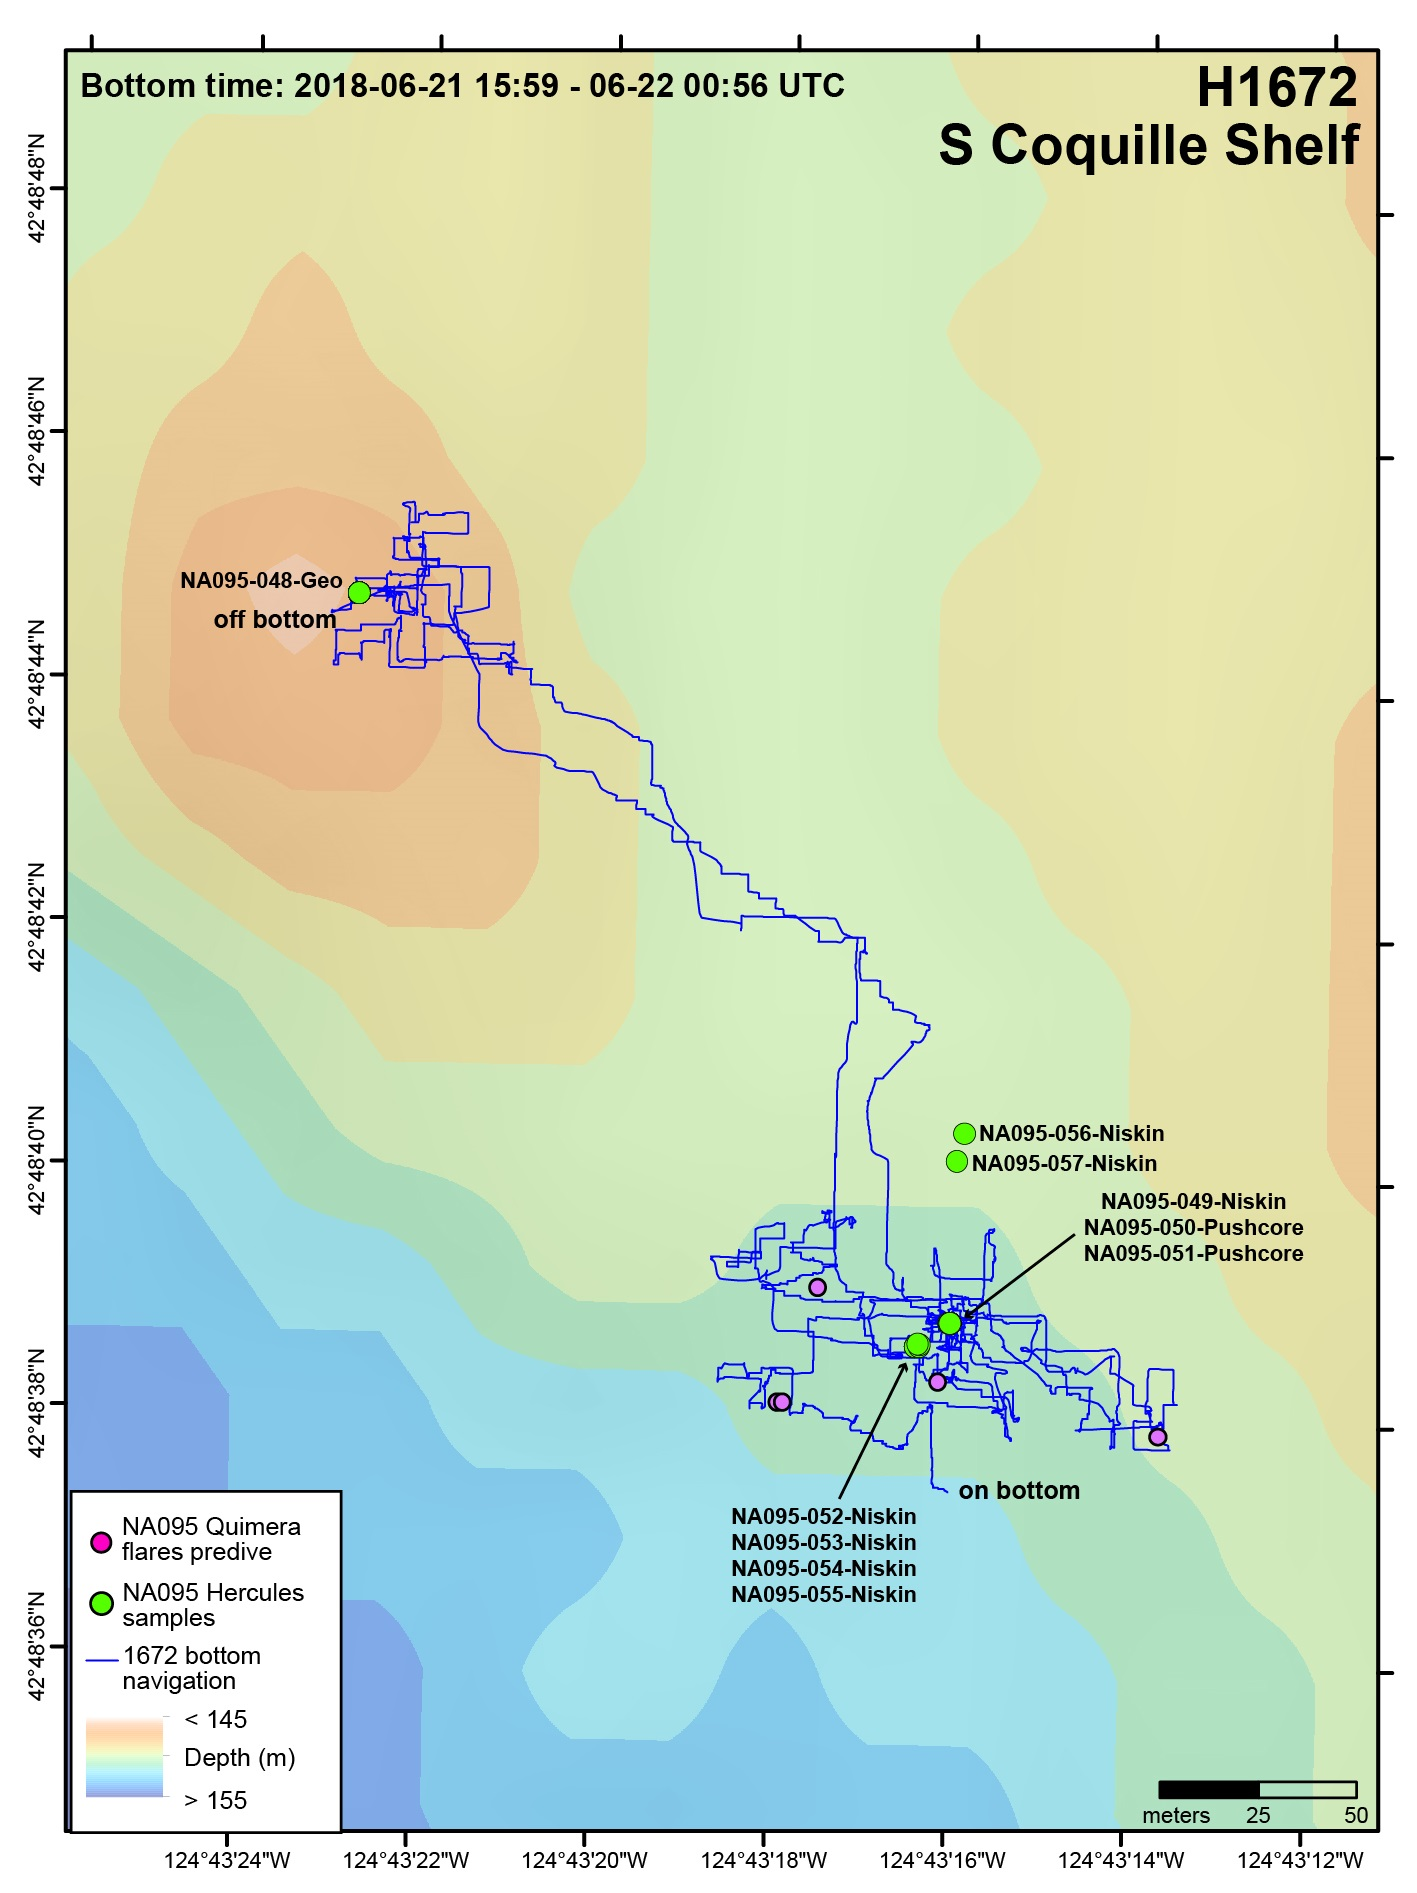 Bottom time: 2018-06-21 15:59 - 06-22 00:56 UTC
H1672
S Coquille Shelf
42°48'48"N
42°48'46"N
42°48'44"N
42°48'42"N
42°48'40"N
42°48'38"N
42°48'36"N
NA095-048-Geo
off bottom
NA095-056-Niskin
NA095-057-Niskin
NA095-049-Niskin
NA095-050-Pushcore
NA095-051-Pushcore
on bottom
NA095-052-Niskin
NA095-053-Niskin
NA095-054-Niskin
NA095-055-Niskin
NA095 Quimera
flares predive
NA095 Hercules
samples
1672 bottom
navigation
< 145
Depth (m)
> 155
meters 25 50
124°43'24"W 124°43'22"W 124°43'20"W 124°43'18"W 124°43'16"W 124°43'14"W 124°43'12"W